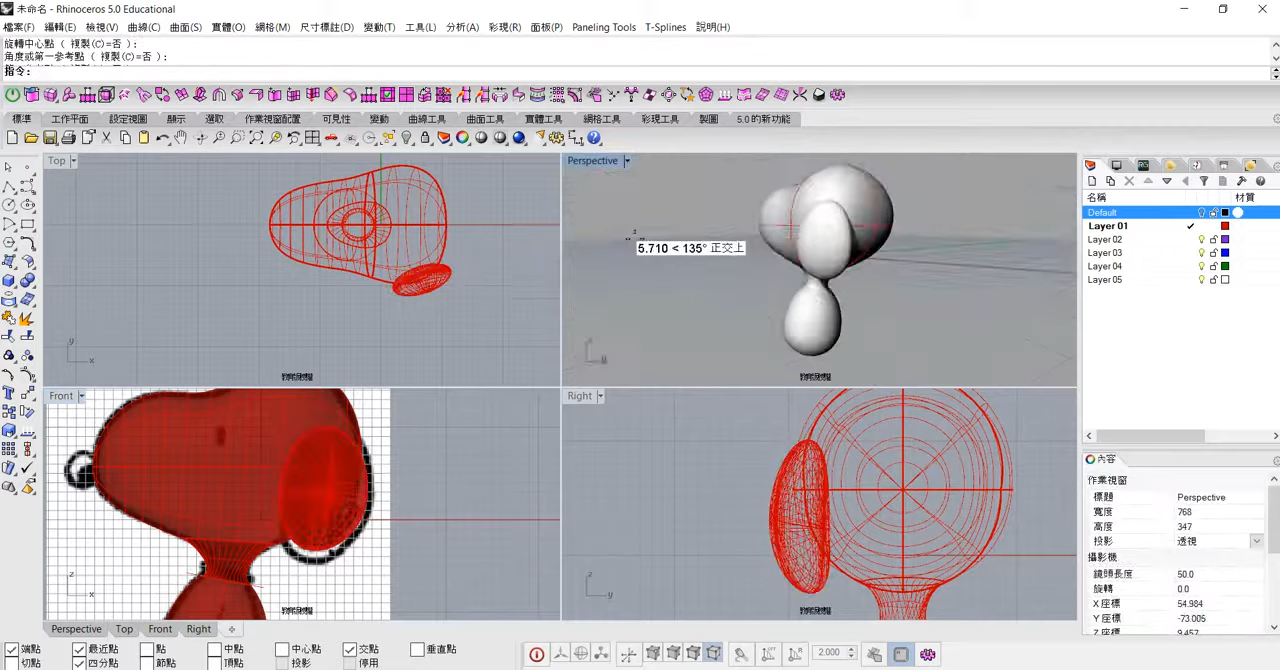 未命名 - Rhinoceros 5.0 Educational
檔案(F) 編輯(E) 檢視(V) 曲線(C) 曲面(S) 實體(O) 網格(M) 尺寸標註(D) 變動(T) 工具(L) 分析(A) 彩現(R) 面板(P) Paneling Tools T-Splines 說明(H)
旋轉中心點 ( 複製(C)=否 ):
角度或第一參考點 ( 複製(C)=否 ):
指令:
標準 工作平面 設定視圖 顯示 選取 作業視窗配置 可見性 變動 曲線工具 曲面工具 實體工具 網格工具 彩現工具 製圖 5.0 的新功能
Top
Perspective
5.710 < 135° 正交上
名稱 材質
Default
Layer 01
Layer 02
Layer 03
Layer 04
Layer 05
y
x
Front
Right
z
x
z
y
內容
作業視窗
標題 Perspective
寬度 768
高度 347
投影 透視
攝影機
鏡頭長度 50.0
旋轉 0.0
X 座標 54.984
Y 座標 -73.005
Z 座標 9.457
Perspective Top Front Right
端點 最近點 點 中點 中心點 交點 垂直點
切點 四分點 節點 頂點 投影 停用
2.000